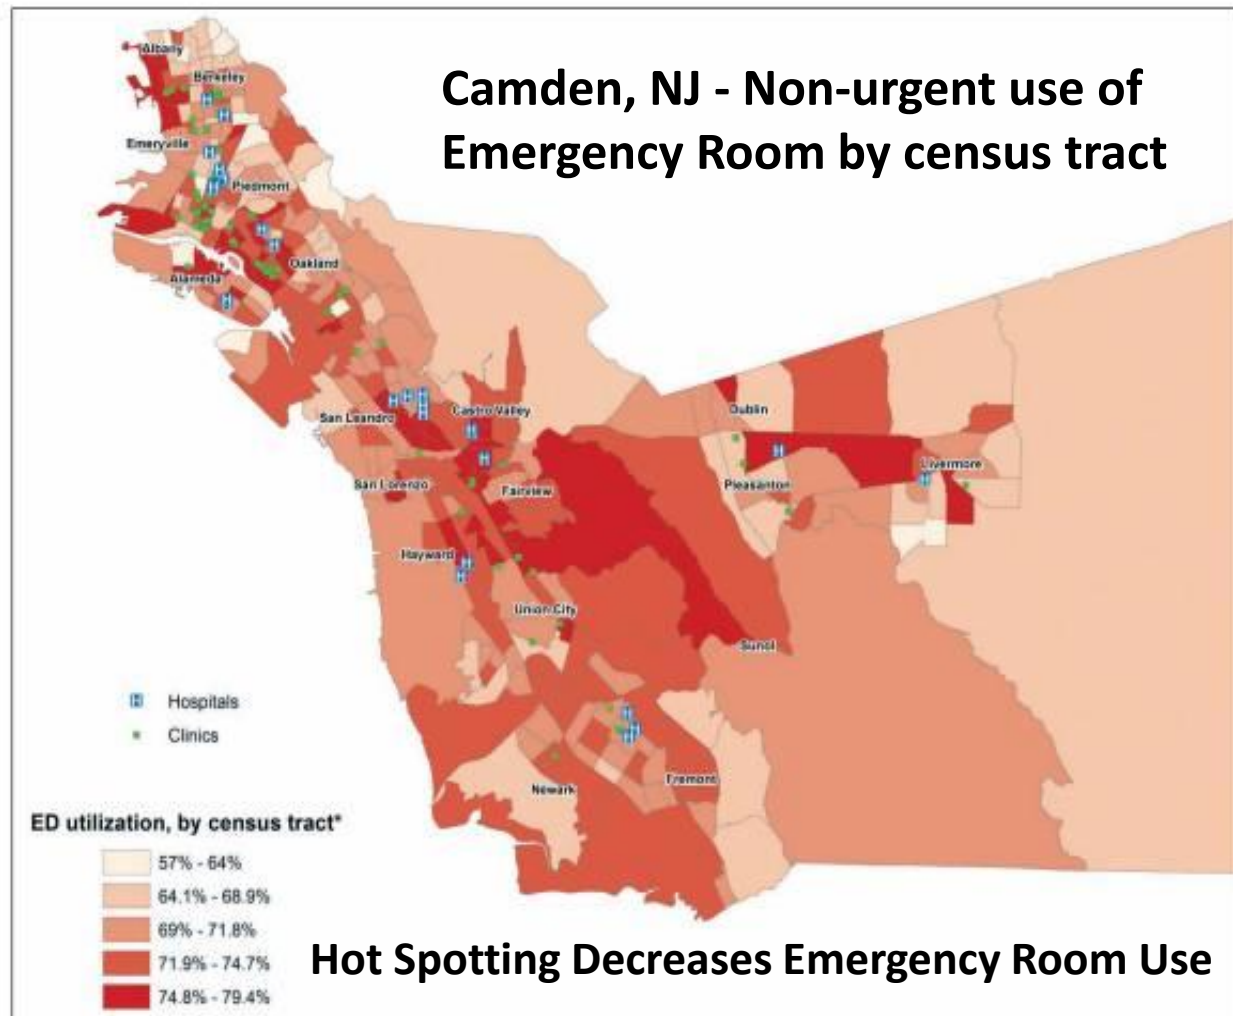 Camden, NJ - Non-urgent use of
Emergency Room by census tract
Albany
Berkeley
Emeryville
Piedmont
Oakland
Alameda
San Leandro
Castro Valley
Dublin
Livermore
Pleasanton
San Lorenzo
Fairview
Hayward
Union City
Sunol
Fremont
Newark
H Hospitals
Clinics
ED utilization, by census tract*
57% - 64%
64.1% - 68.9%
69% - 71.8%
71.9% - 74.7%
74.8% - 79.4%
Hot Spotting Decreases Emergency Room Use